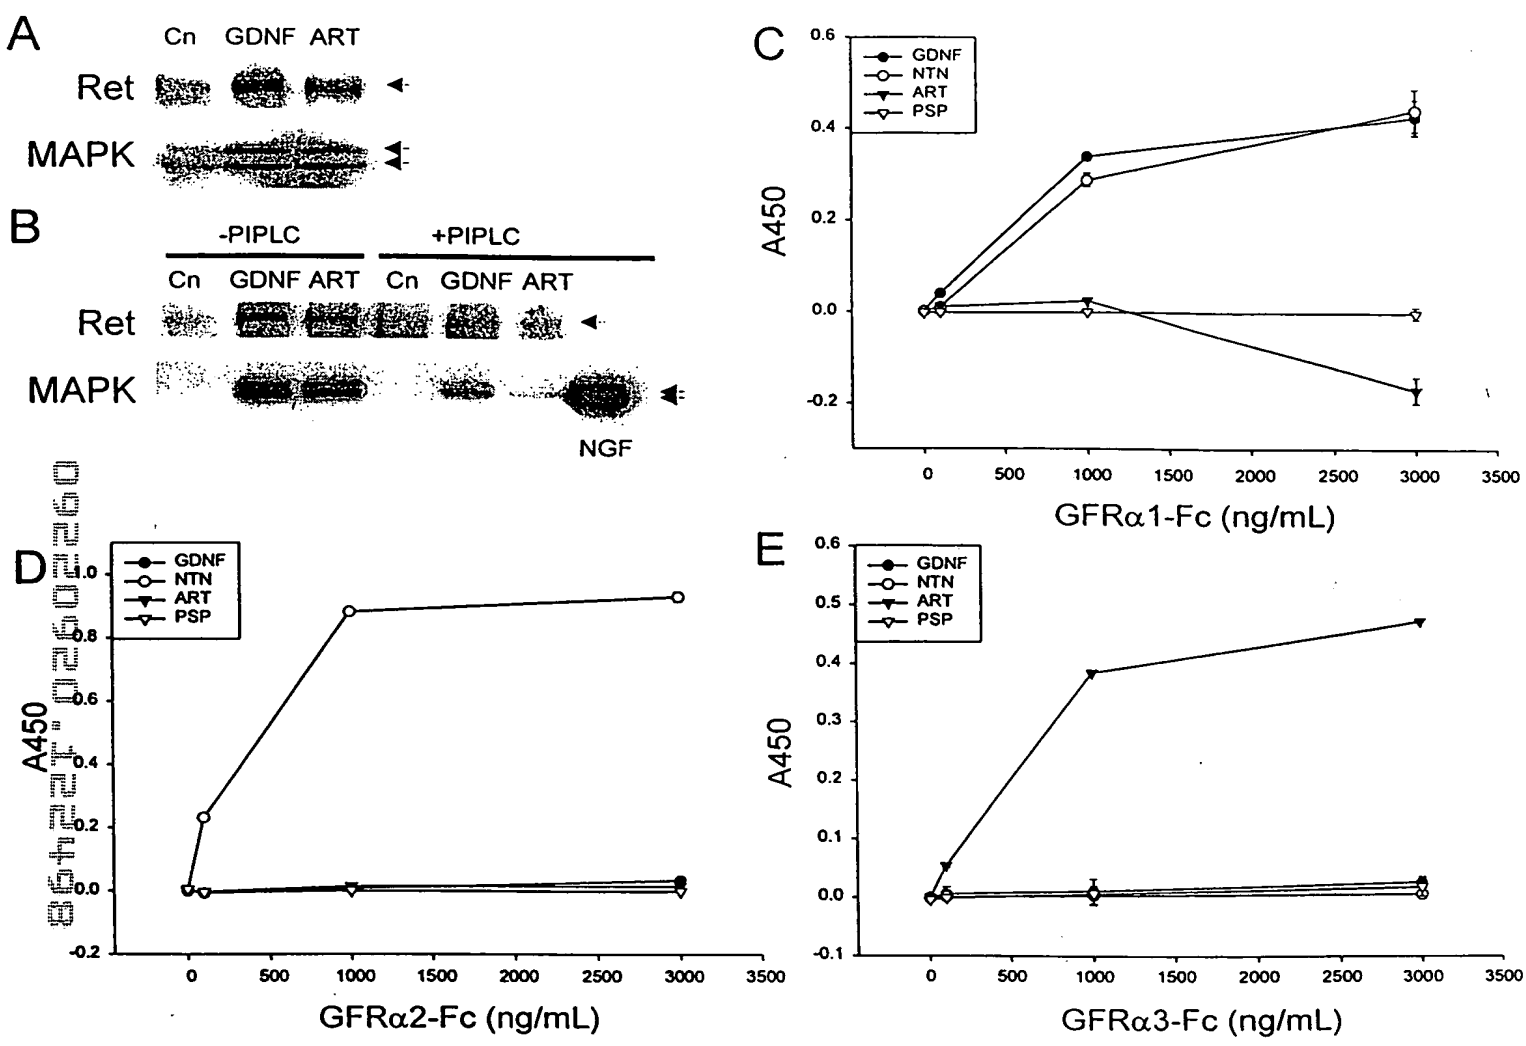 A
Cn GDNF ART
Ret
MAPK
B
-PIPLC +PIPLC
Cn GDNF ART Cn GDNF ART
Ret
MAPK
NGF
C
GDNF
NTN
ART
PSP
0.6
0.4
0.2
0.0
-0.2
A450
0 500 1000 1500 2000 2500 3000 3500
GFRα1-Fc (ng/mL)
D
GDNF
NTN
ART
PSP
1.0
0.8
0.6
0.4
0.2
0.0
-0.2
A450
0 500 1000 1500 2000 2500 3000 3500
GFRα2-Fc (ng/mL)
E
GDNF
NTN
ART
PSP
0.6
0.5
0.4
0.3
0.2
0.1
0.0
-0.1
A450
0 500 1000 1500 2000 2500 3000 3500
GFRα3-Fc (ng/mL)